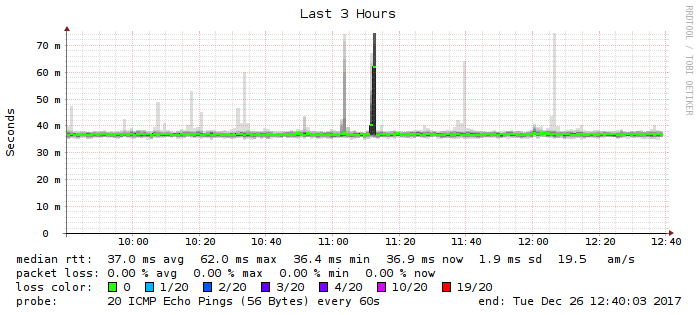 Last 3 Hours
RRDTOOL / TOBI OETIKER
Seconds
70 m
60 m
50 m
40 m
30 m
20 m
10 m
0
10:00 10:20 10:40 11:00 11:20 11:40 12:00 12:20 12:40
median rtt: 37.0 ms avg 62.0 ms max 36.4 ms min 36.9 ms now 1.9 ms sd 19.5 am/s
packet loss: 0.00 % avg 0.00 % max 0.00 % min 0.00 % now
loss color: 0 1/20 2/20 3/20 4/20 10/20 19/20
probe: 20 ICMP Echo Pings (56 Bytes) every 60s end: Tue Dec 26 12:40:03 2017